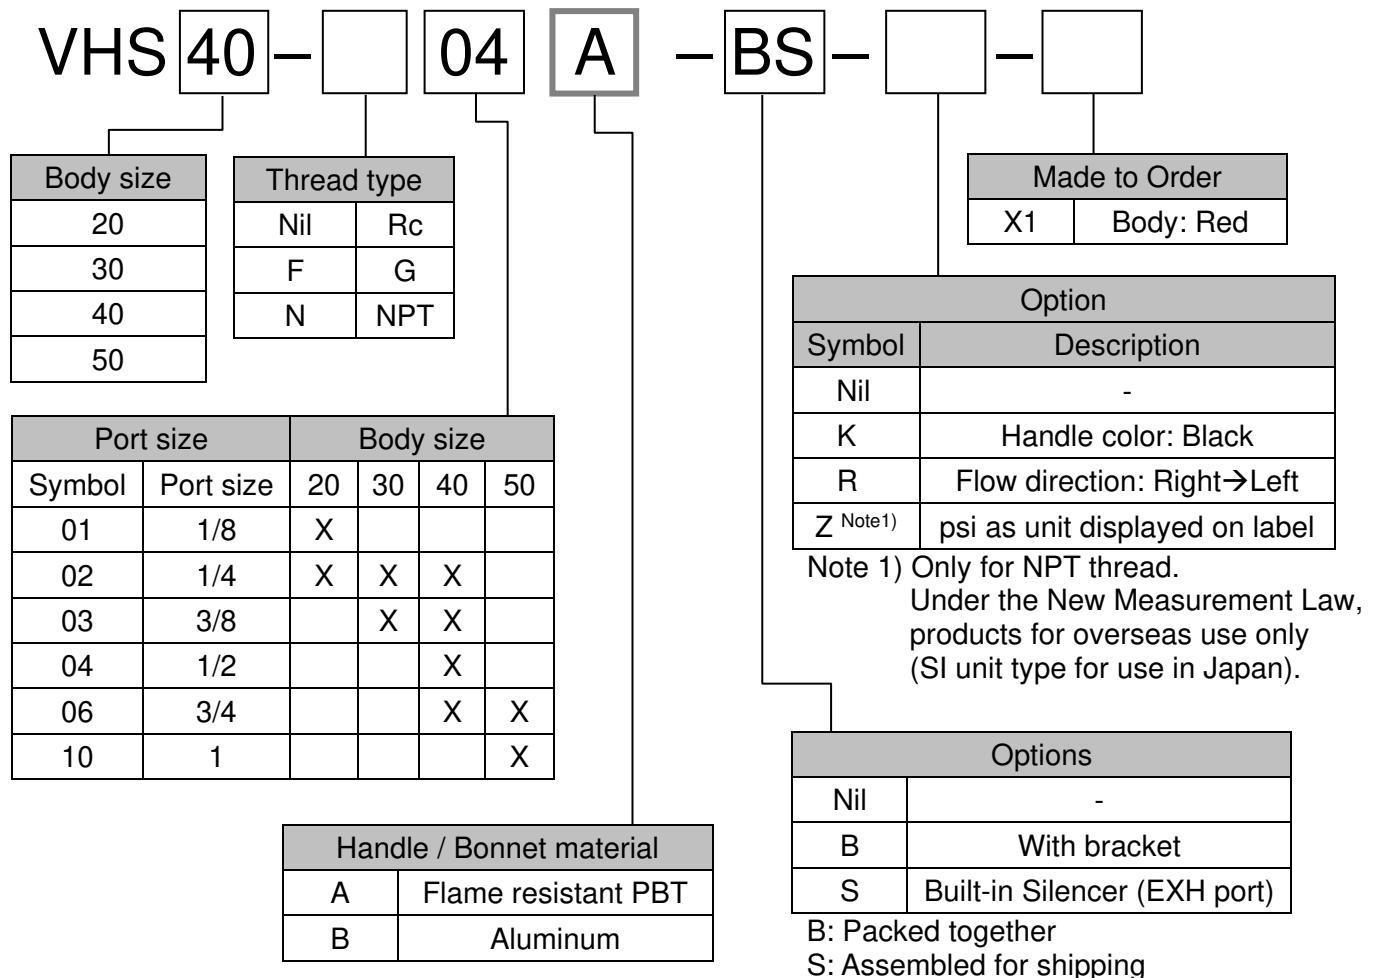 VHS 40 – 04 A – BS – –
Body size
20
30
40
50
Thread type
Nil Rc
F G
N NPT
Made to Order
X1 Body: Red
Option
Symbol Description
Nil -
K Handle color: Black
R Flow direction: Right→Left
Z Note1) psi as unit displayed on label
Note 1) Only for NPT thread.
Under the New Measurement Law,
products for overseas use only
(SI unit type for use in Japan).
Port size Body size
Symbol Port size 20 30 40 50
01 1/8 X
02 1/4 X X X
03 3/8 X X
04 1/2 X
06 3/4 X X
10 1 X
Options
Nil -
B With bracket
S Built-in Silencer (EXH port)
B: Packed together
S: Assembled for shipping
Handle / Bonnet material
A Flame resistant PBT
B Aluminum